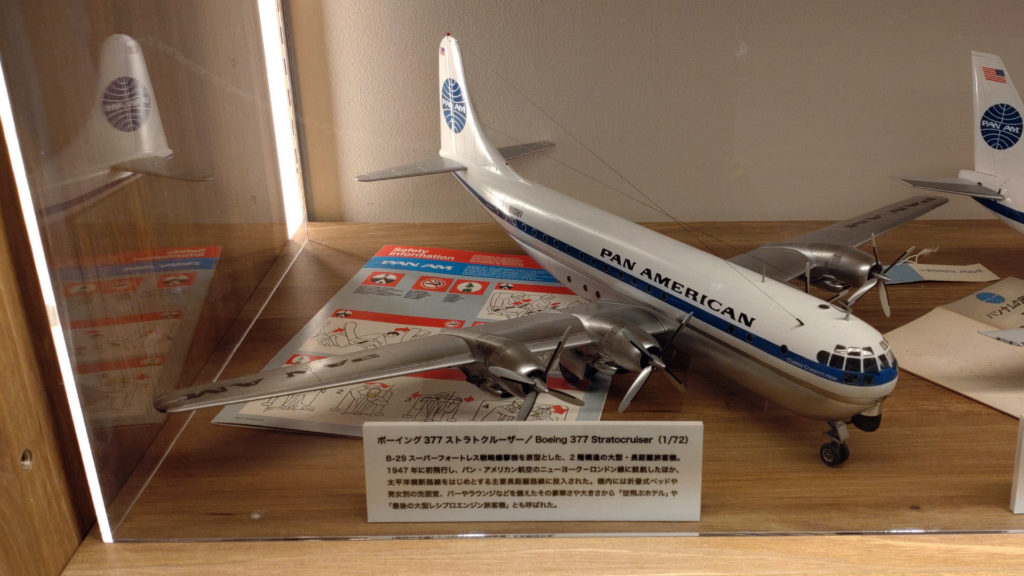 PAN AM
PAN AM
PAN AM
Safety
Information
PAN AM
PAN AMERICAN
PAN AM
ボーイング 377 ストラトクルーザー／ Boeing 377 Stratocruiser（1/72）
B-29 スーパーフォートレス戦略爆撃機を原型とした、2 階構造の大型・長距離旅客機。
1947 年に初飛行し、パン・アメリカン航空のニューヨークーロンドン線に就航したほか、
太平洋横断路線をはじめとする主要長距離路線に投入された。機内には折畳式ベッドや
男女別の洗面室、バーやラウンジなどを備えたその豪華さや大きさから「空飛ぶホテル」や
「最後の大型レシプロエンジン旅客機」とも呼ばれた。